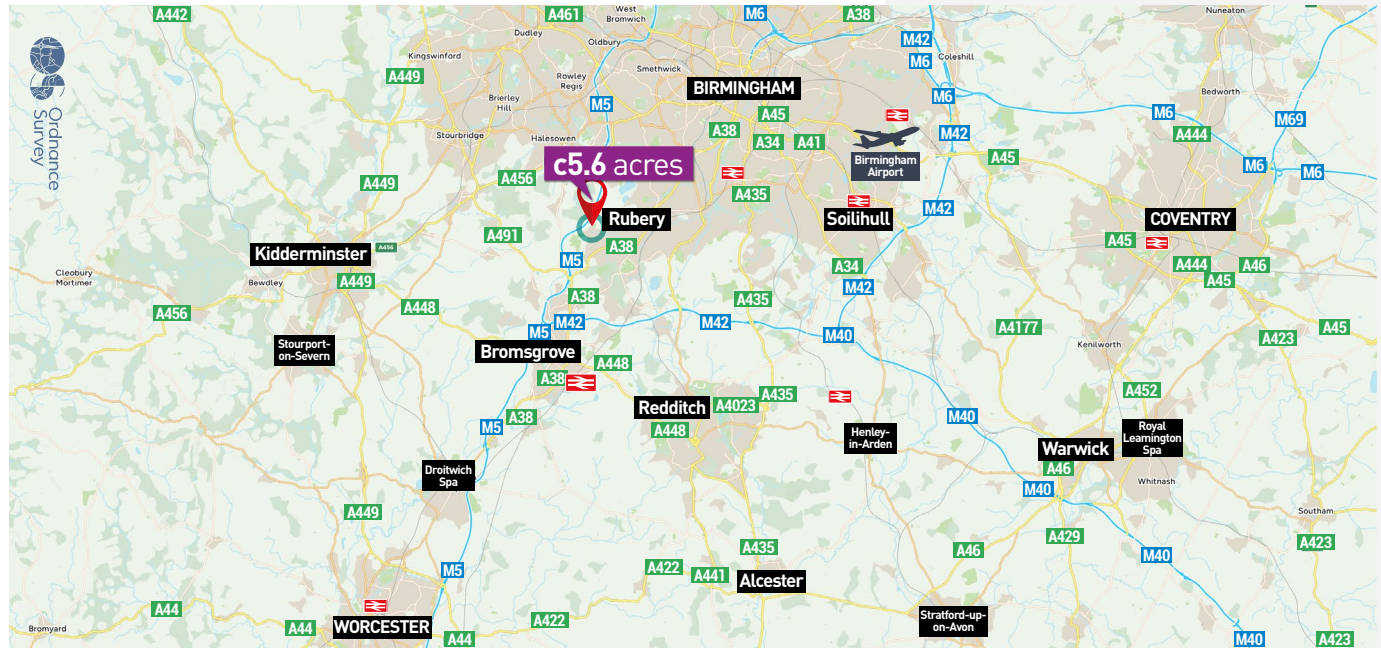 A442
A461
West
Bromwich
M6
A38
Nuneaton
Dudley
Oldbury
M42
Kingswinford
Smethwick
M6
Coleshill
A449
Rowley
Regis
BIRMINGHAM
Bedworth
Brierley
Hill
M5
M6
M6
A444
M69
Ordnance
Survey
A45
Stourbridge
Halesowen
A38
A34
A41
M42
A45
Birmingham
Airport
M6
M6
c5.6 acres
A456
A449
A435
M42
Rubery
Soilihull
COVENTRY
A491
A38
A45
Kidderminster
A456
M5
A34
A444
A46
A45
Cleobury
Mortimer
Bewdley
A449
M42
A38
A435
A448
A456
M42
M42
M5
M40
A4177
A45
A423
Stourport-
on-Severn
Bromsgrove
Kenilworth
A448
A38
A452
A435
Redditch
A4023
A38
M5
A448
M40
Henley-
in-Arden
Royal
Leamington
Spa
Warwick
A46
Droitwich
Spa
M40
Whitnash
A449
Southam
A429
A423
A435
A46
M40
M5
A422
A441
Alcester
A44
A422
Stratford-up-
on-Avon
Bromyard
A44
WORCESTER
A44
M40
A423